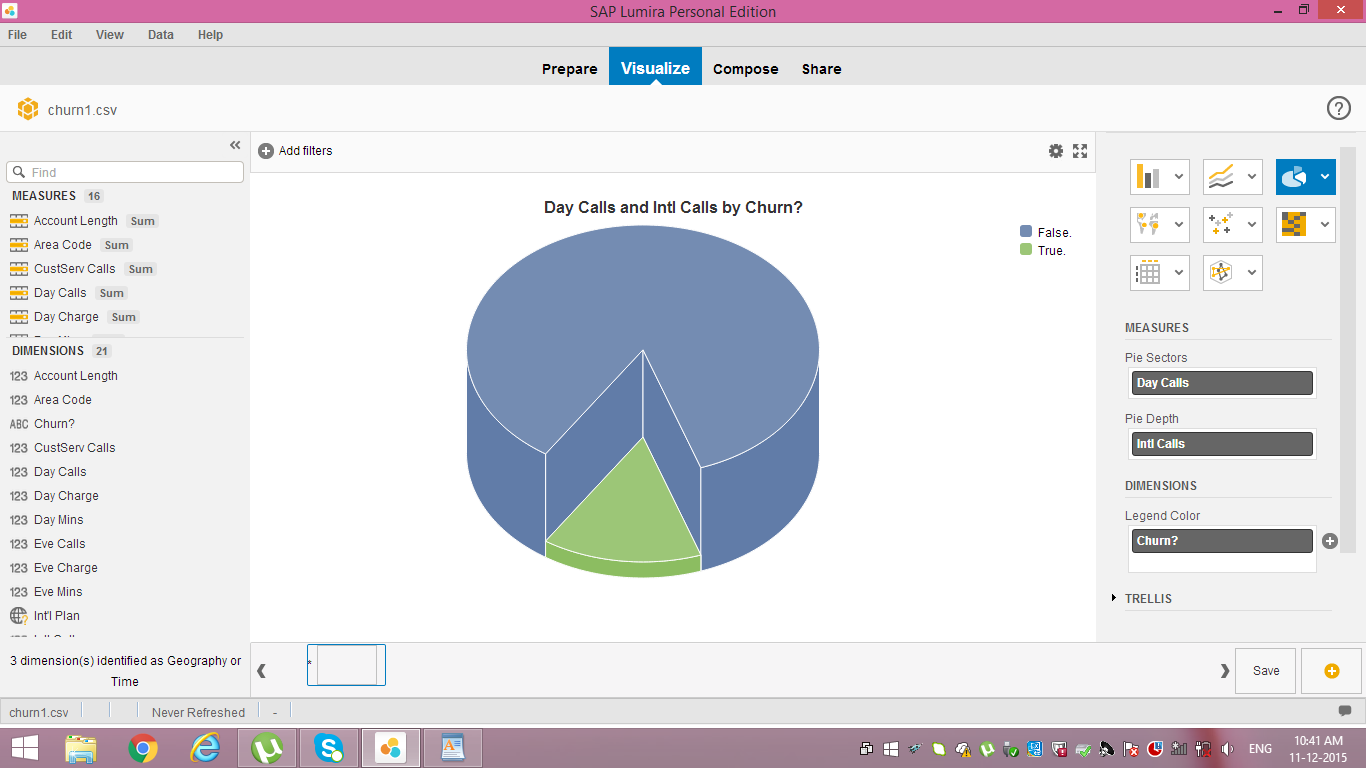 SAP Lumira Personal Edition
File Edit View Data Help
Prepare Visualize Compose Share
churn1.csv
?
Add filters
Find
MEASURES 16
Account Length Sum
Area Code Sum
CustServ Calls Sum
Day Calls Sum
Day Charge Sum
DIMENSIONS 21
123 Account Length
123 Area Code
ABC Churn?
123 CustServ Calls
123 Day Calls
123 Day Charge
123 Day Mins
123 Eve Calls
123 Eve Charge
123 Eve Mins
Int'l Plan
3 dimension(s) identified as Geography or
Time
Day Calls and Intl Calls by Churn?
False.
True.
MEASURES
Pie Sectors
Day Calls
Pie Depth
Intl Calls
DIMENSIONS
Legend Color
Churn?
TRELLIS
*
Save
churn1.csv Never Refreshed -
ENG
10:41 AM
11-12-2015